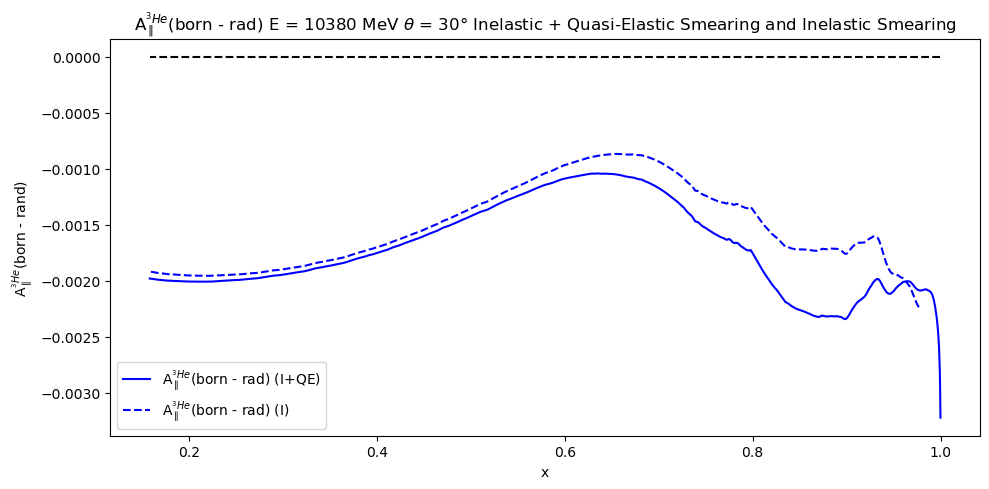 A∥³ᴴᵉ(born - rad) E = 10380 MeV θ = 30° Inelastic + Quasi-Elastic Smearing and Inelastic Smearing
A∥³ᴴᵉ(born - rand)
0.0000
−0.0005
−0.0010
−0.0015
−0.0020
−0.0025
−0.0030
A∥³ᴴᵉ(born - rad) (I+QE)
A∥³ᴴᵉ(born - rad) (I)
0.2 0.4 0.6 0.8 1.0
x